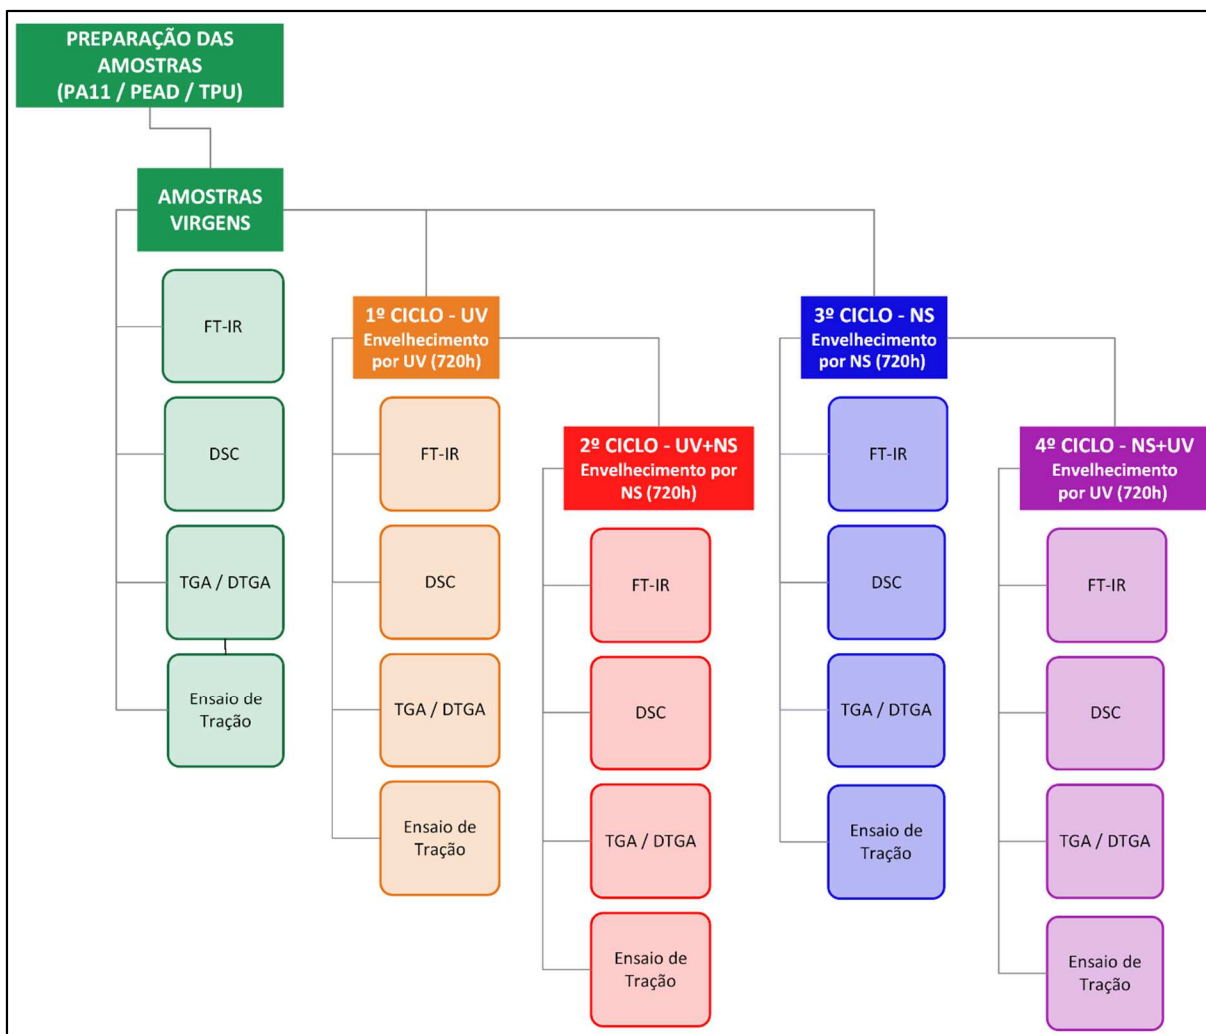 PREPARAÇÃO DAS
AMOSTRAS
(PA11 / PEAD / TPU)
AMOSTRAS
VIRGENS
FT-IR
DSC
TGA / DTGA
Ensaio de
Tração
1º CICLO - UV
Envelhecimento
por UV (720h)
FT-IR
DSC
TGA / DTGA
Ensaio de
Tração
2º CICLO - UV+NS
Envelhecimento por
NS (720h)
FT-IR
DSC
TGA / DTGA
Ensaio de
Tração
3º CICLO - NS
Envelhecimento
por NS (720h)
FT-IR
DSC
TGA / DTGA
Ensaio de
Tração
4º CICLO - NS+UV
Envelhecimento
por UV (720h)
FT-IR
DSC
TGA / DTGA
Ensaio de
Tração